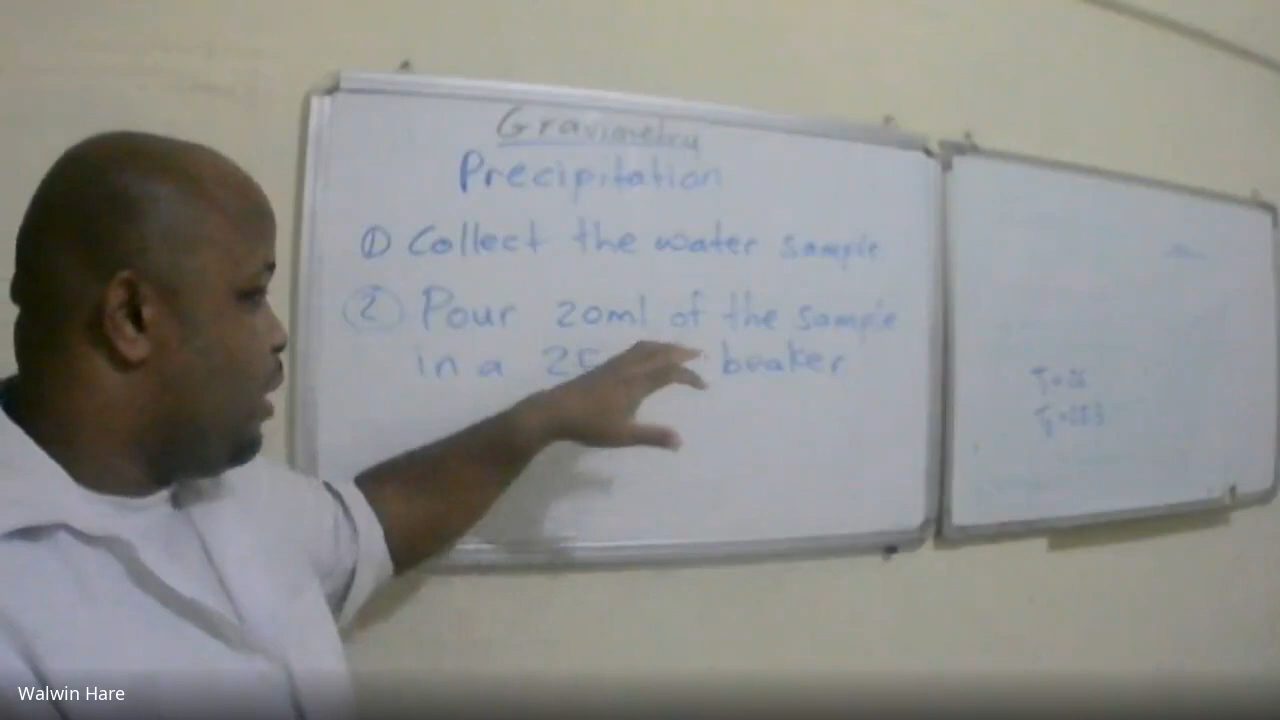 Gravimetry
Precipitation
① Collect the water sample
② Pour 20ml of the sample
in a beaker
Walwin Hare